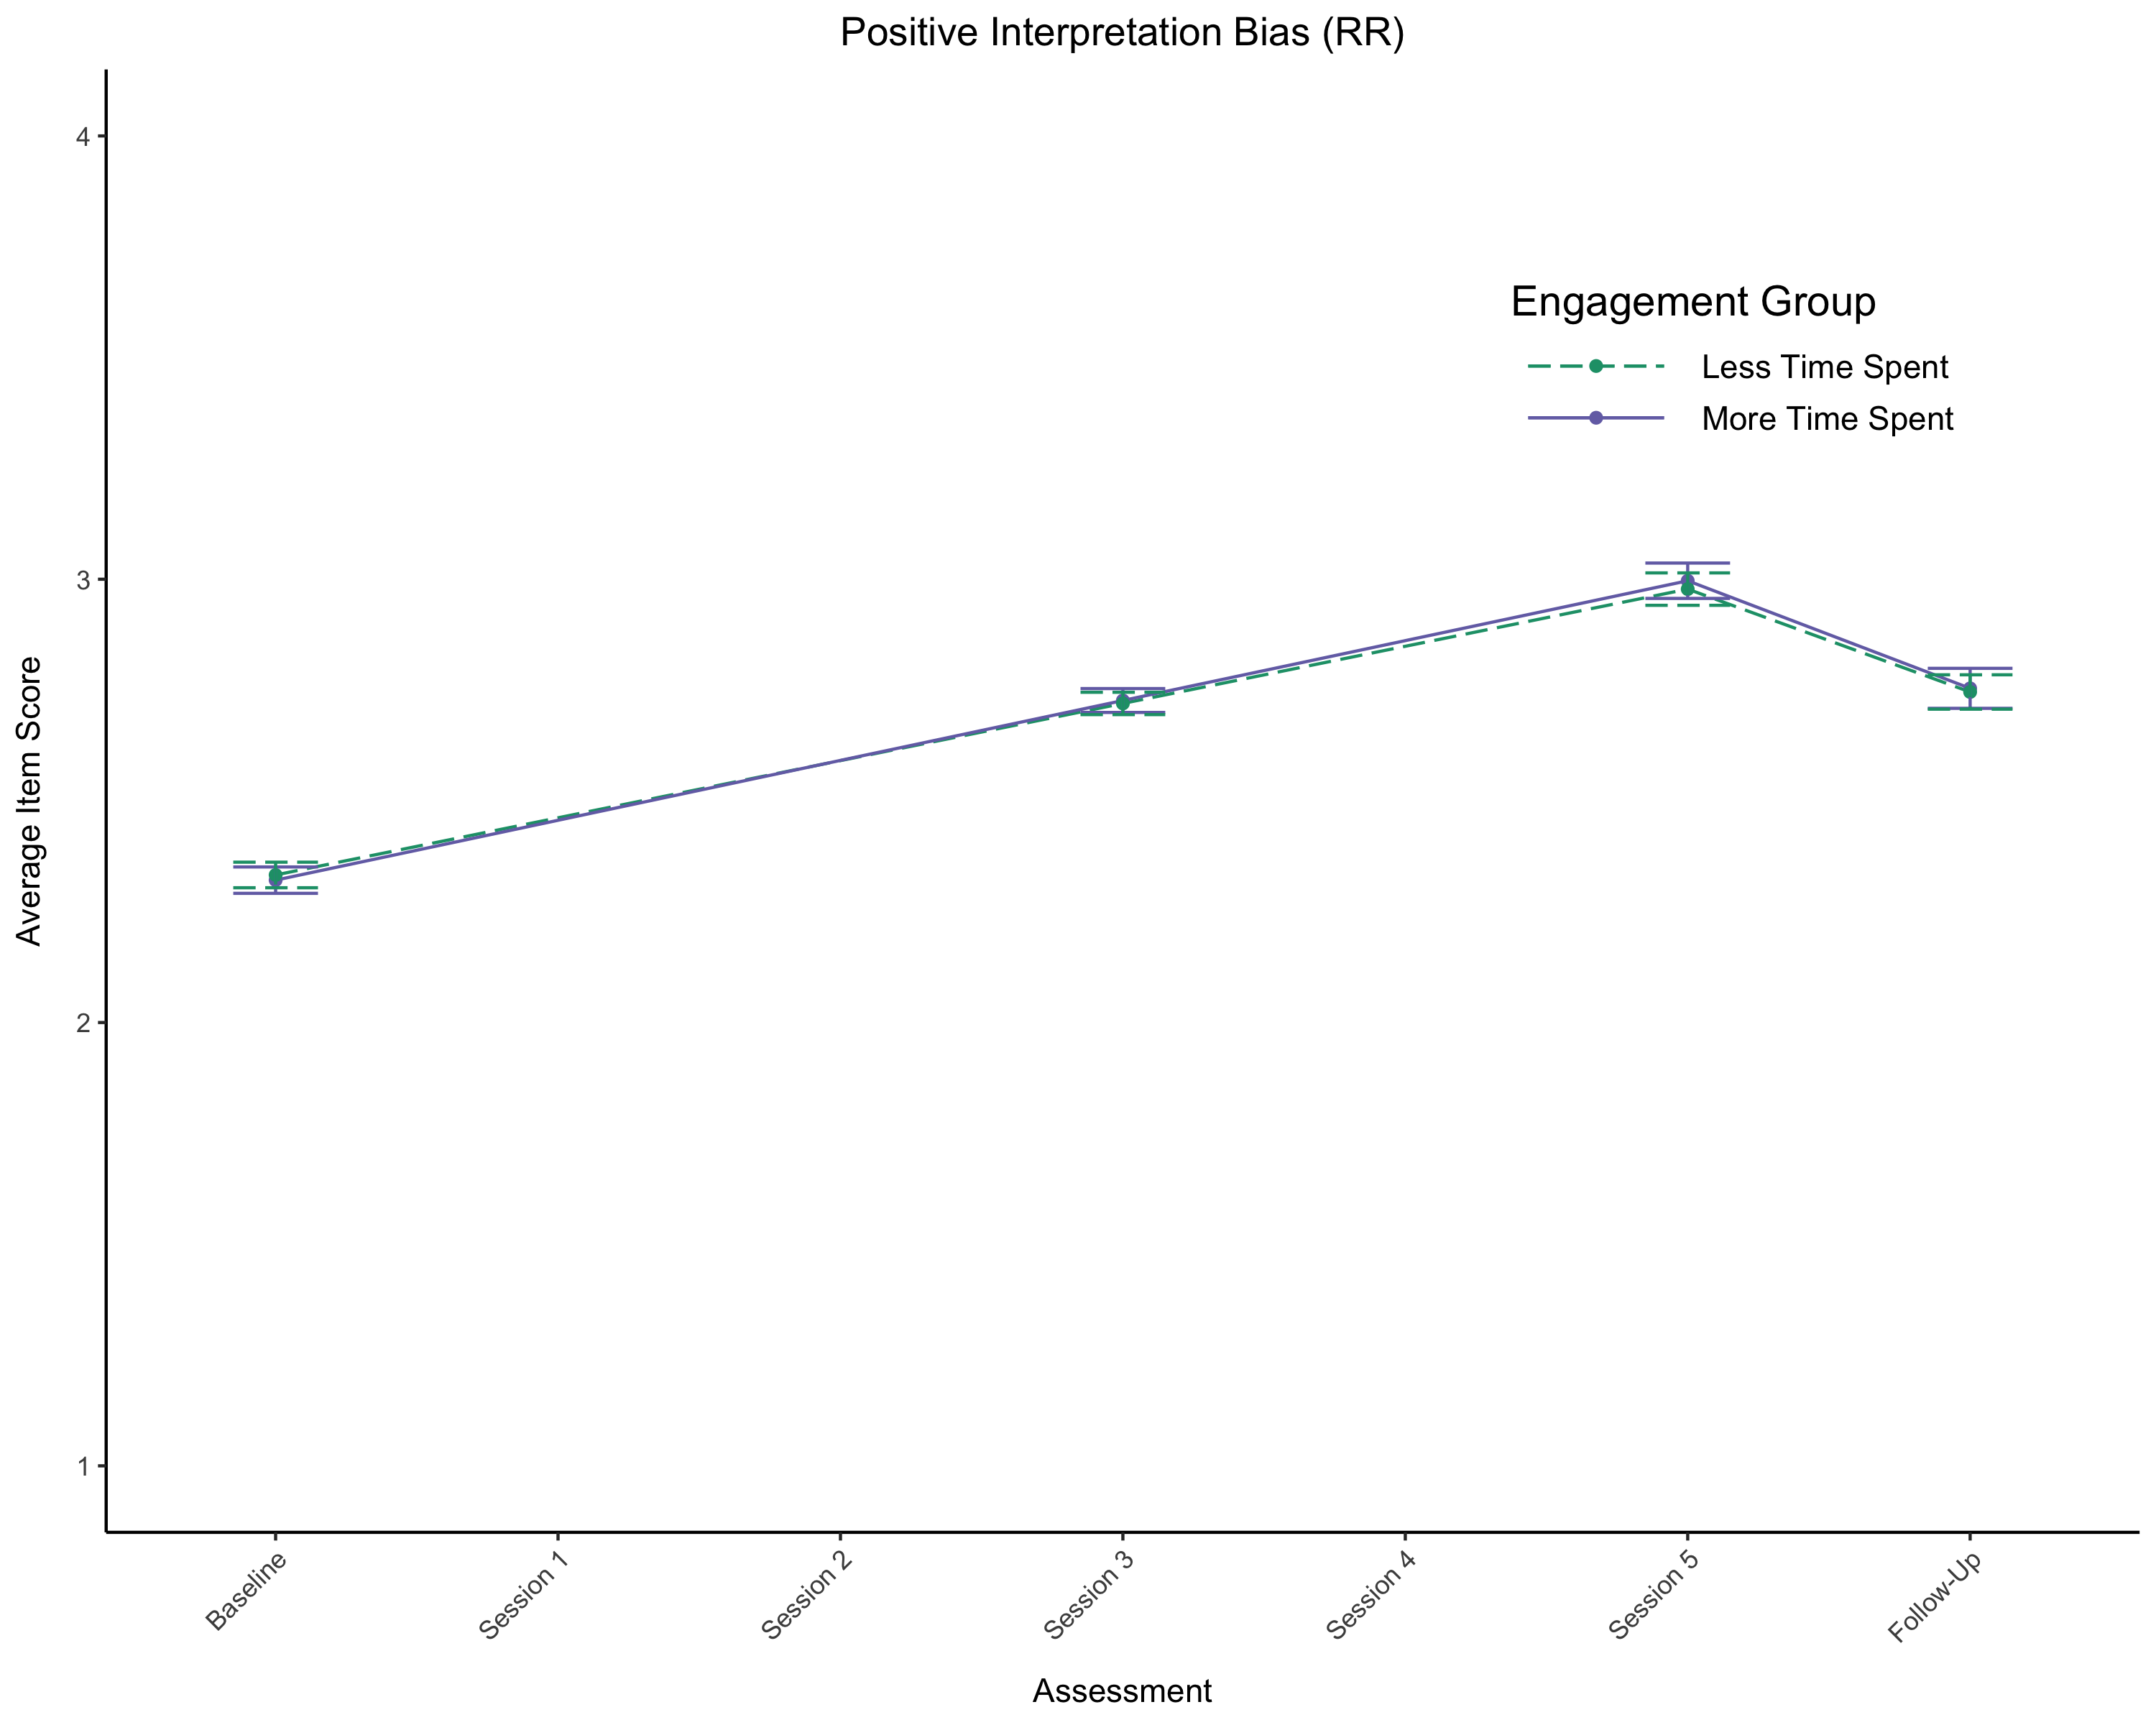 Positive Interpretation Bias (RR)
4
3
2
1
Average Item Score
Engagement Group
Less Time Spent
More Time Spent
Baseline
Session 1
Session 2
Session 3
Session 4
Session 5
Follow-Up
Assessment